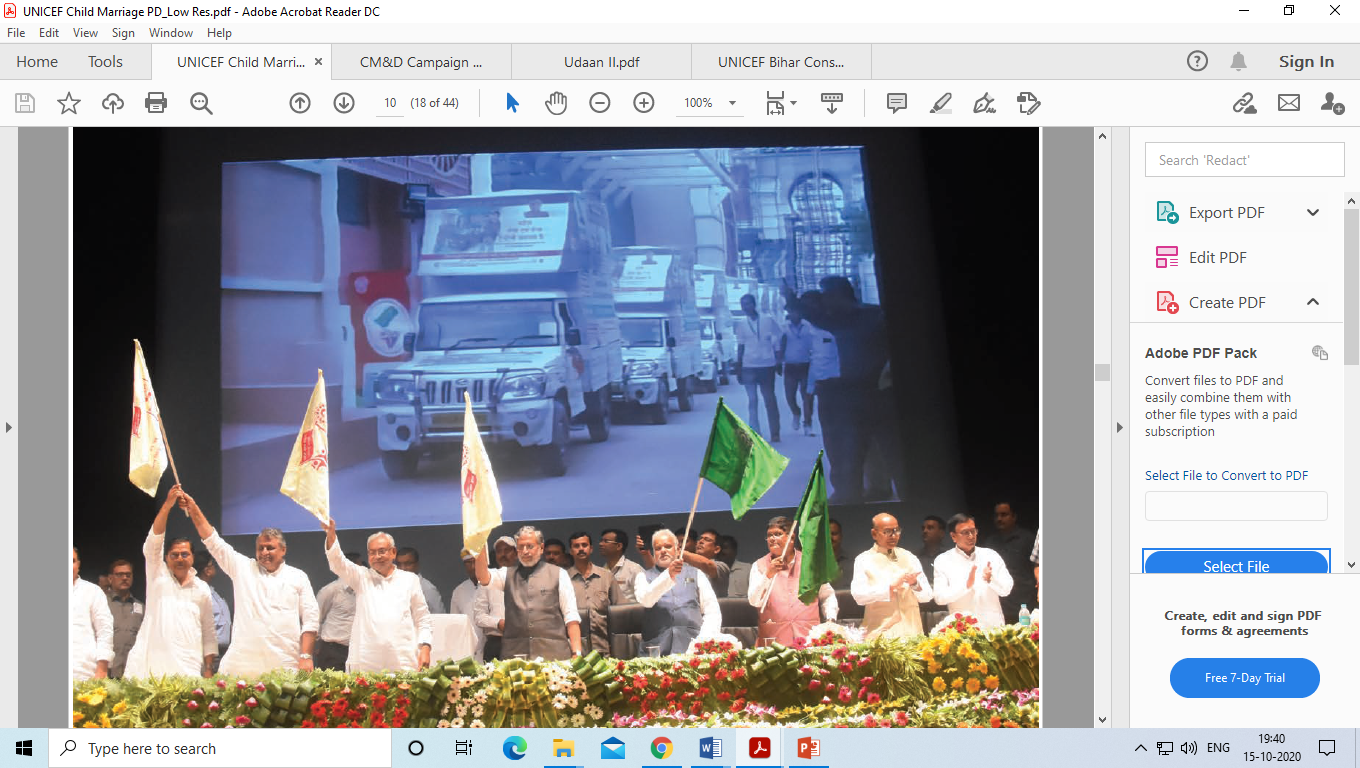 UNICEF Child Marriage PD_Low Res.pdf - Adobe Acrobat Reader DC
File Edit View Sign Window Help
Home Tools UNICEF Child Marri... × CM&D Campaign ... Udaan II.pdf UNICEF Bihar Cons... Sign In
10 (18 of 44) 100%
Search 'Redact'
Export PDF
Edit PDF
Create PDF
Adobe PDF Pack
Convert files to PDF and
easily combine them with
other file types with a paid
subscription
Select File to Convert to PDF
Select File
Create, edit and sign PDF
forms & agreements
Free 7-Day Trial
Type here to search
ENG
19:40
15-10-2020